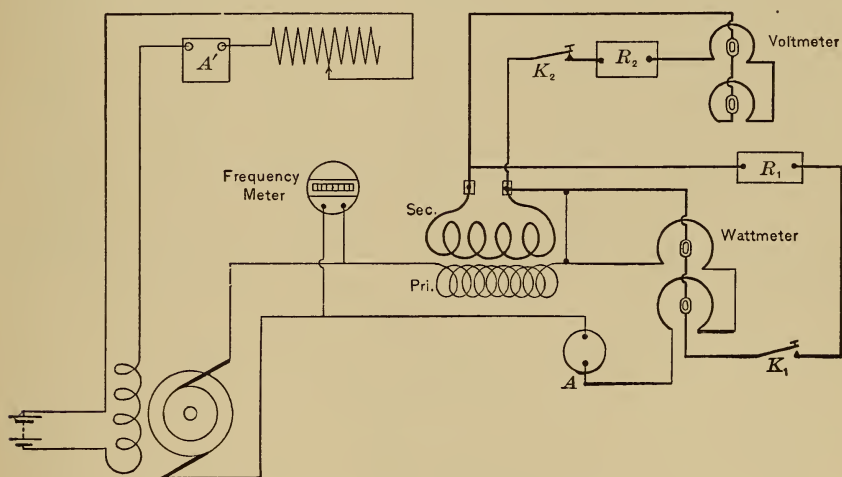 A'
K₂
R₂
Voltmeter
R₁
Frequency
Meter
Sec.
Wattmeter
Pri.
A
K₁